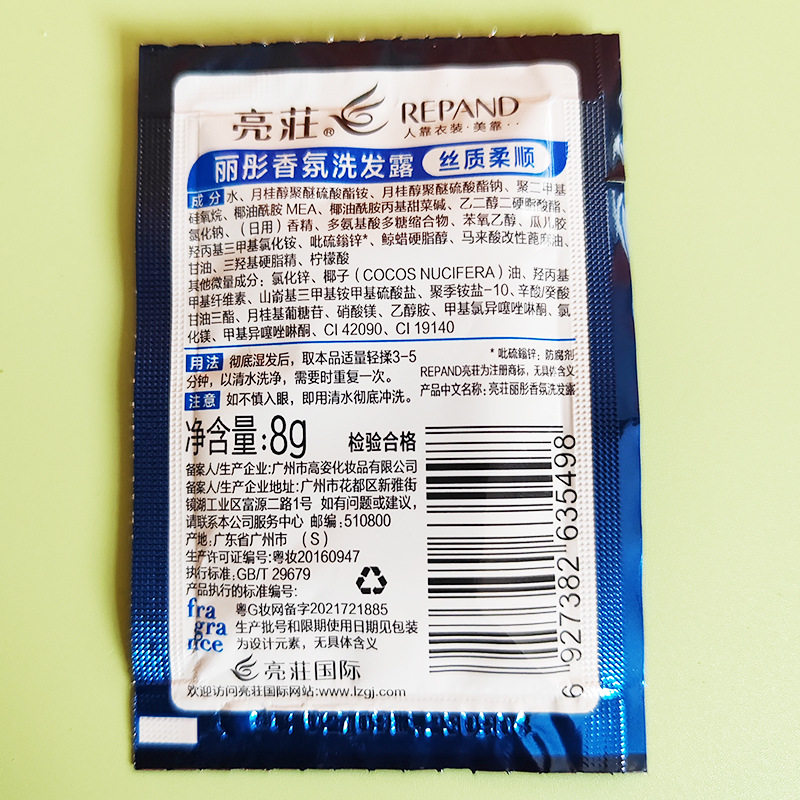 亮莊® REPAND
人靠衣装·美靠··
丽彤香氛洗发露 丝质柔顺
成分 水、月桂醇聚醚硫酸酯铵、月桂醇聚醚硫酸酯钠、聚二甲基
硅氧烷、椰油酰胺MEA、椰油酰胺丙基甜菜碱、乙二醇二硬脂酸酯、
氯化钠、（日用）香精、多氨基酸多糖缩合物、苯氧乙醇、瓜儿胶
羟丙基三甲基氯化铵、吡硫鎓锌*、鲸蜡硬脂醇、马来酸改性蓖麻油、
甘油、三羟基硬脂精、柠檬酸
其他微量成分：氯化锌、椰子（COCOS NUCIFERA）油、羟丙基
甲基纤维素、山嵛基三甲基铵甲基硫酸盐、聚季铵盐-10、辛酸/癸酸
甘油三酯、月桂基葡糖苷、硝酸镁、乙醇胺、甲基氯异噻唑啉酮、氯
化镁、甲基异噻唑啉酮、CI 42090、CI 19140
用法 彻底湿发后，取本品适量轻揉3-5
分钟，以清水洗净，需要时重复一次。
注意 如不慎入眼，即用清水彻底冲洗。
*吡硫鎓锌：防腐剂
REPAND亮莊为注册商标，无具体含义
产品中文名称：亮莊丽彤香氛洗发露
净含量:8g 检验合格
备案人/生产企业:广州市高姿化妆品有限公司
备案人/生产企业地址：广州市花都区新雅街
镜湖工业区富源二路1号 如有问题或建议，
请联系本公司服务中心 邮编:510800
产地:广东省广州市 （S）
生产许可证编号:粤妆20160947
执行标准:GB/T 29679
产品执行的标准编号:
粤G妆网备字2021721885
fra
gra
nce
生产批号和限期使用日期见包装
为设计元素，无具体含义
亮莊国际
欢迎访问亮莊国际网站:www.lzgj.com
6 927382 635498